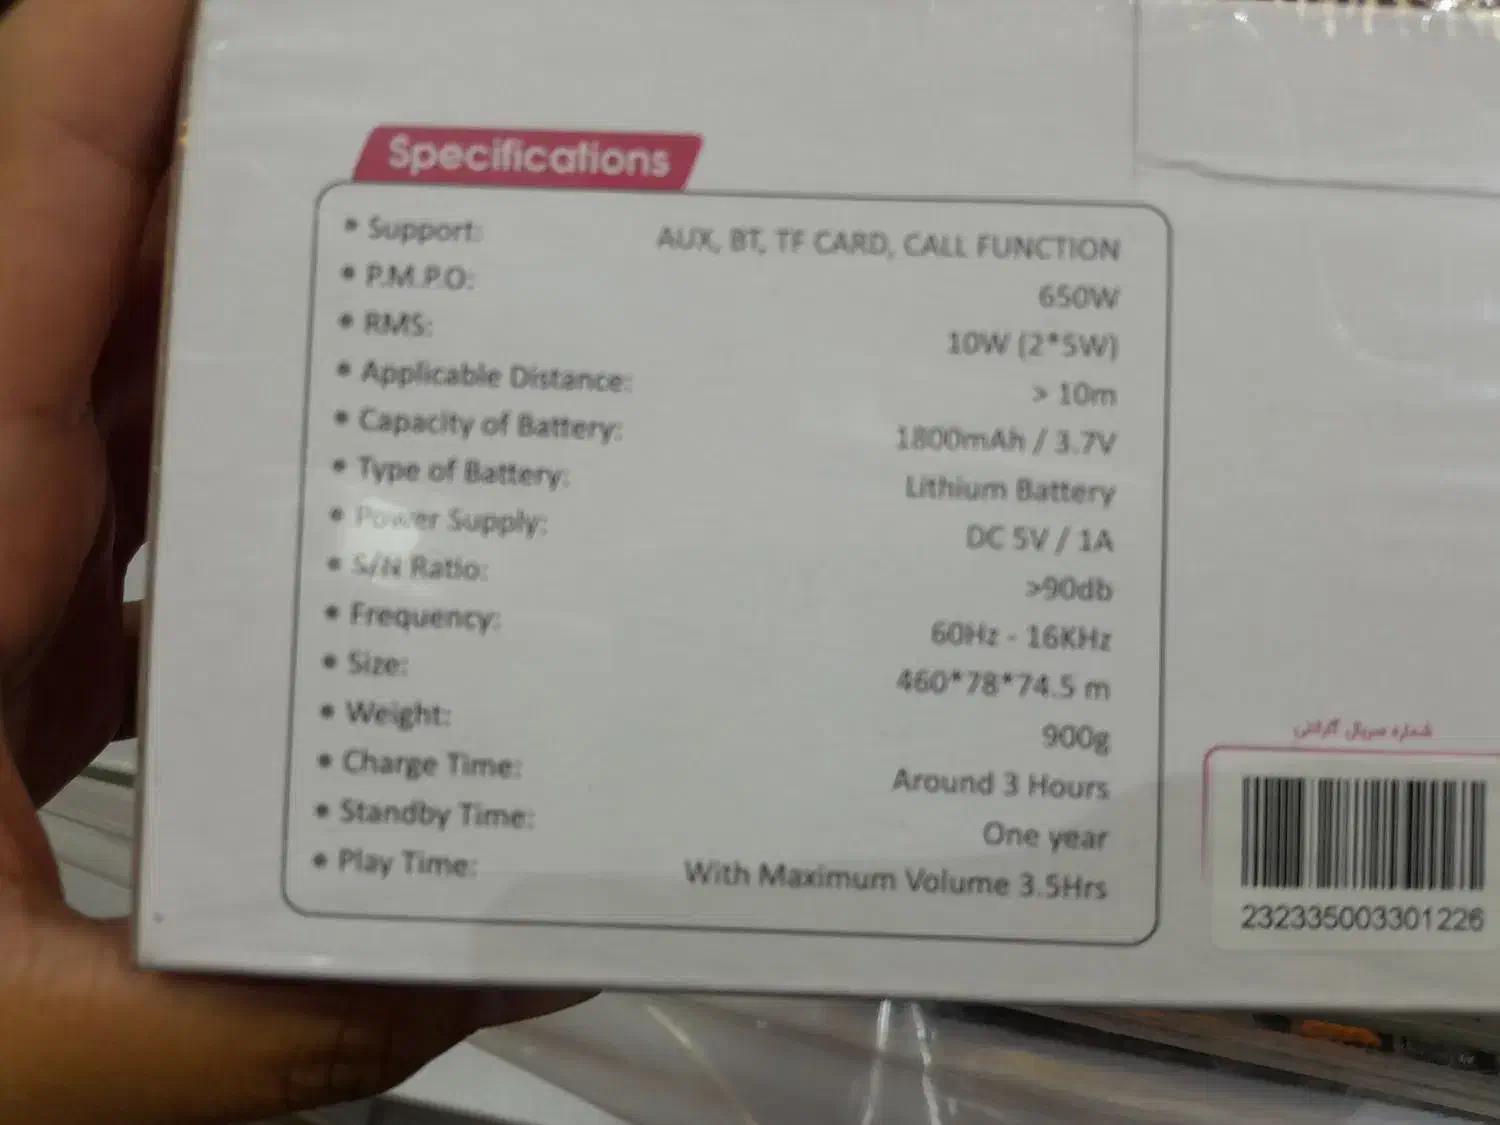 Specifications
• Support: AUX, BT, TF CARD, CALL FUNCTION
• P.M.P.O: 650W
• RMS: 10W (2*5W)
• Applicable Distance: > 10m
• Capacity of Battery: 1800mAh / 3.7V
• Type of Battery: Lithium Battery
• Power Supply: DC 5V / 1A
• S/N Ratio: >90db
• Frequency: 60Hz - 16KHz
• Size: 460*78*74.5 m
• Weight: 900g
• Charge Time: Around 3 Hours
• Standby Time: One year
• Play Time: With Maximum Volume 3.5Hrs
شماره سریال گارانتی
232335003301226